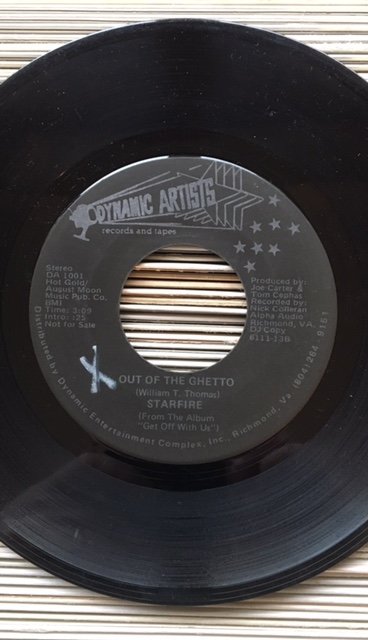 DYNAMIC ARTISTS
records and tapes
Stereo
DA 1001
Hot Gold/
August Moon
Music Pub. Co.
BMI
Time: 3:09
Intro: :25
Not for Sale
Produced by:
Joe Carter &
Tom Cephas
Recorded by:
Nick Colleran
Alpha Audio
Richmond, VA
DJ Copy
8111-13B
X
OUT OF THE GHETTO
(William T. Thomas)
STARFIRE
(From The Album
"Get Off With Us")
Distributed by Dynamic Entertainment Complex, Inc., Richmond, Va (804) 264-9151